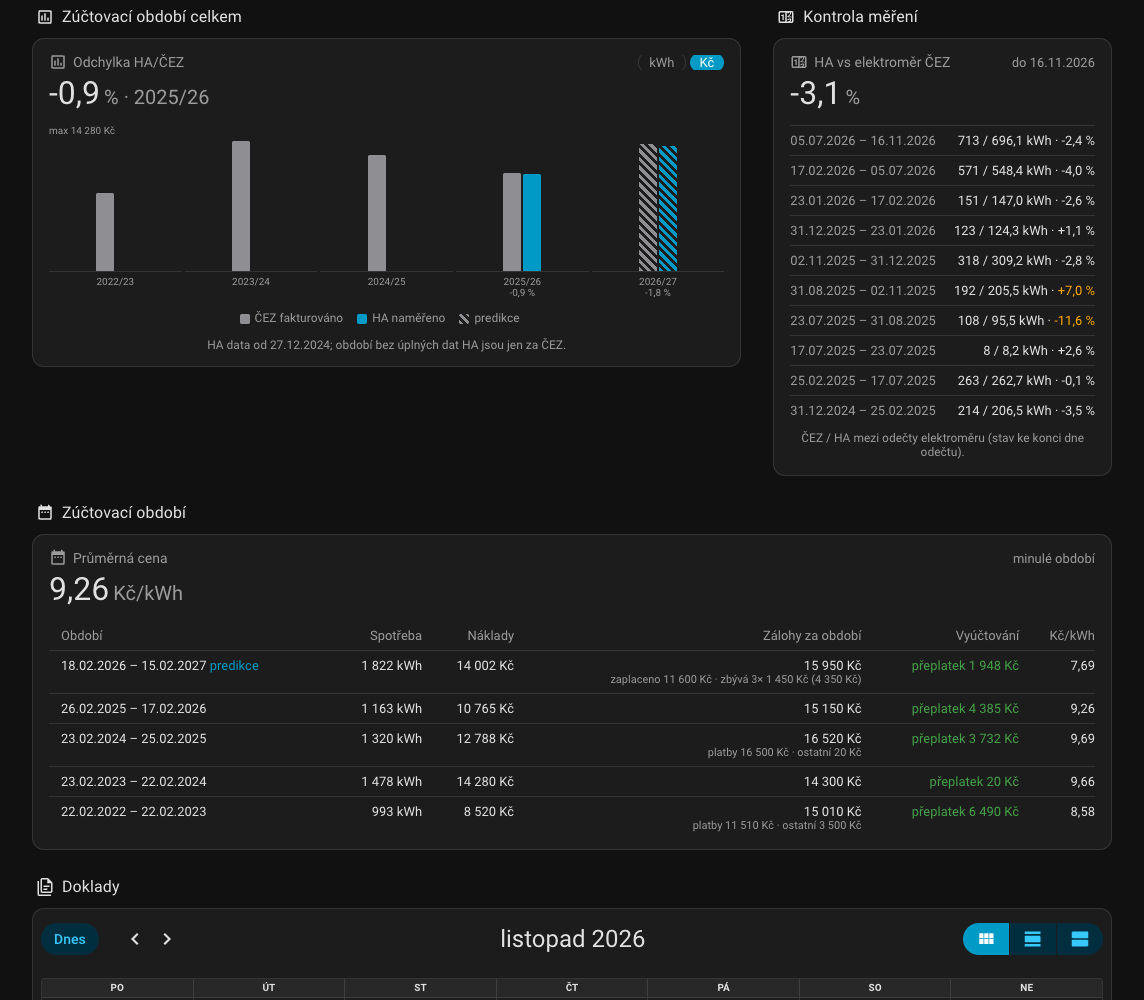 Zúčtovací období celkem
Odchylka HA/ČEZ
kWh
Kč
-0,9 % · 2025/26
max 14 280 Kč
2022/23
2023/24
2024/25
2025/26
-0,9 %
2026/27
-1,8 %
ČEZ fakturováno
HA naměřeno
predikce
HA data od 27.12.2024; období bez úplných dat HA jsou jen za ČEZ.
Kontrola měření
HA vs elektroměr ČEZ
do 16.11.2026
-3,1 %
05.07.2026 – 16.11.2026 713 / 696,1 kWh · -2,4 %
17.02.2026 – 05.07.2026 571 / 548,4 kWh · -4,0 %
23.01.2026 – 17.02.2026 151 / 147,0 kWh · -2,6 %
31.12.2025 – 23.01.2026 123 / 124,3 kWh · +1,1 %
02.11.2025 – 31.12.2025 318 / 309,2 kWh · -2,8 %
31.08.2025 – 02.11.2025 192 / 205,5 kWh · +7,0 %
23.07.2025 – 31.08.2025 108 / 95,5 kWh · -11,6 %
17.07.2025 – 23.07.2025 8 / 8,2 kWh · +2,6 %
25.02.2025 – 17.07.2025 263 / 262,7 kWh · -0,1 %
31.12.2024 – 25.02.2025 214 / 206,5 kWh · -3,5 %
ČEZ / HA mezi odečty elektroměru (stav ke konci dne
odečtu).
Zúčtovací období
Průměrná cena
minulé období
9,26 Kč/kWh
Období Spotřeba Náklady Zálohy za období Vyúčtování Kč/kWh
18.02.2026 – 15.02.2027 predikce 1 822 kWh 14 002 Kč 15 950 Kč přeplatek 1 948 Kč 7,69
zaplaceno 11 600 Kč · zbývá 3× 1 450 Kč (4 350 Kč)
26.02.2025 – 17.02.2026 1 163 kWh 10 765 Kč 15 150 Kč přeplatek 4 385 Kč 9,26
23.02.2024 – 25.02.2025 1 320 kWh 12 788 Kč 16 520 Kč přeplatek 3 732 Kč 9,69
platby 16 500 Kč · ostatní 20 Kč
23.02.2023 – 22.02.2024 1 478 kWh 14 280 Kč 14 300 Kč přeplatek 20 Kč 9,66
22.02.2022 – 22.02.2023 993 kWh 8 520 Kč 15 010 Kč přeplatek 6 490 Kč 8,58
platby 11 510 Kč · ostatní 3 500 Kč
Doklady
Dnes
listopad 2026
PO ÚT ST ČT PÁ SO NE